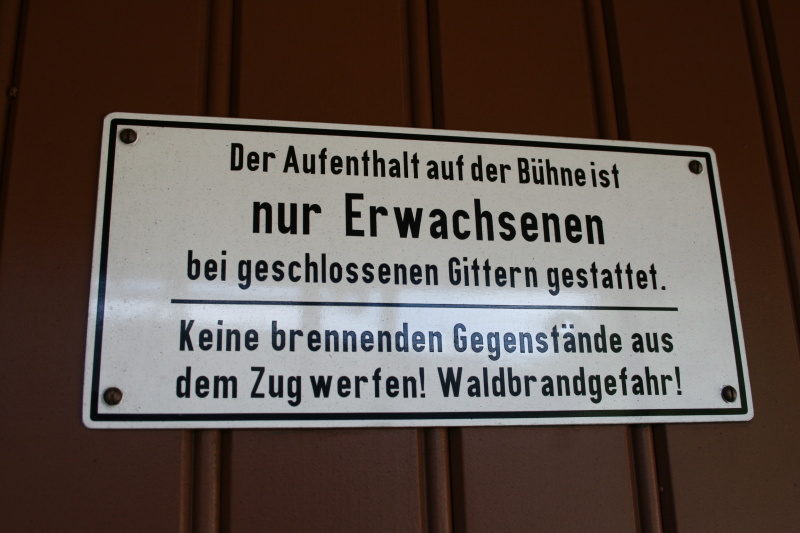 Der Aufenthalt auf der Bühne ist
nur Erwachsenen
bei geschlossenen Gittern gestattet.
Keine brennenden Gegenstände aus
dem Zug werfen! Waldbrandgefahr!